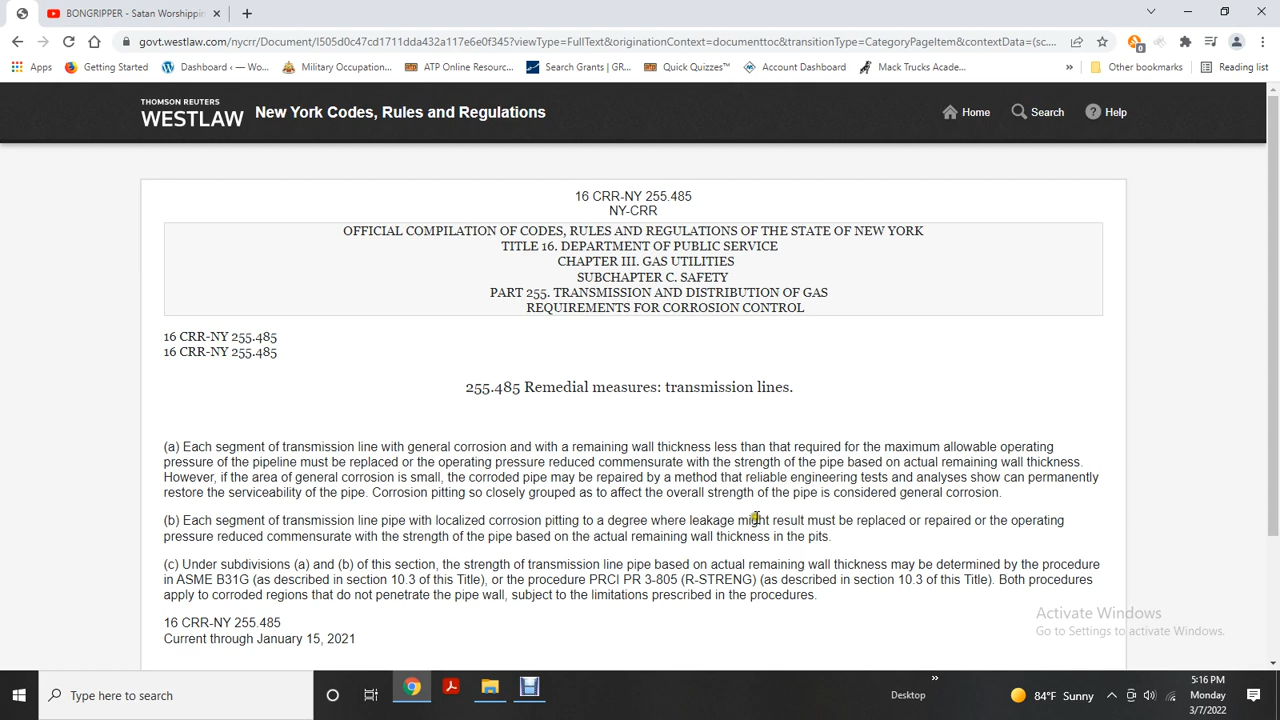 BONGRIPPER - Satan Worshippin
govt.westlaw.com/nycrr/Document/I505d0c47cd1711dda432a117e6e0f345?viewType=FullText&originationContext=documenttoc&transitionType=CategoryPageItem&contextData=(sc...
Apps
Getting Started
Dashboard ‹ — Wo...
Military Occupation...
ATP Online Resourc...
Search Grants | GR...
Quick Quizzes™
Account Dashboard
Mack Trucks Acade...
»
Other bookmarks
Reading list
THOMSON REUTERS
WESTLAW
New York Codes, Rules and Regulations
Home
Search
Help
16 CRR-NY 255.485
NY-CRR
OFFICIAL COMPILATION OF CODES, RULES AND REGULATIONS OF THE STATE OF NEW YORK
TITLE 16. DEPARTMENT OF PUBLIC SERVICE
CHAPTER III. GAS UTILITIES
SUBCHAPTER C. SAFETY
PART 255. TRANSMISSION AND DISTRIBUTION OF GAS
REQUIREMENTS FOR CORROSION CONTROL
16 CRR-NY 255.485
16 CRR-NY 255.485
255.485 Remedial measures: transmission lines.
(a) Each segment of transmission line with general corrosion and with a remaining wall thickness less than that required for the maximum allowable operating
pressure of the pipeline must be replaced or the operating pressure reduced commensurate with the strength of the pipe based on actual remaining wall thickness.
However, if the area of general corrosion is small, the corroded pipe may be repaired by a method that reliable engineering tests and analyses show can permanently
restore the serviceability of the pipe. Corrosion pitting so closely grouped as to affect the overall strength of the pipe is considered general corrosion.
(b) Each segment of transmission line pipe with localized corrosion pitting to a degree where leakage might result must be replaced or repaired or the operating
pressure reduced commensurate with the strength of the pipe based on the actual remaining wall thickness in the pits.
(c) Under subdivisions (a) and (b) of this section, the strength of transmission line pipe based on actual remaining wall thickness may be determined by the procedure
in ASME B31G (as described in section 10.3 of this Title), or the procedure PRCI PR 3-805 (R-STRENG) (as described in section 10.3 of this Title). Both procedures
apply to corroded regions that do not penetrate the pipe wall, subject to the limitations prescribed in the procedures.
16 CRR-NY 255.485
Current through January 15, 2021
Activate Windows
Go to Settings to activate Windows.
Type here to search
Desktop
»
84°F Sunny
5:16 PM
Monday
3/7/2022